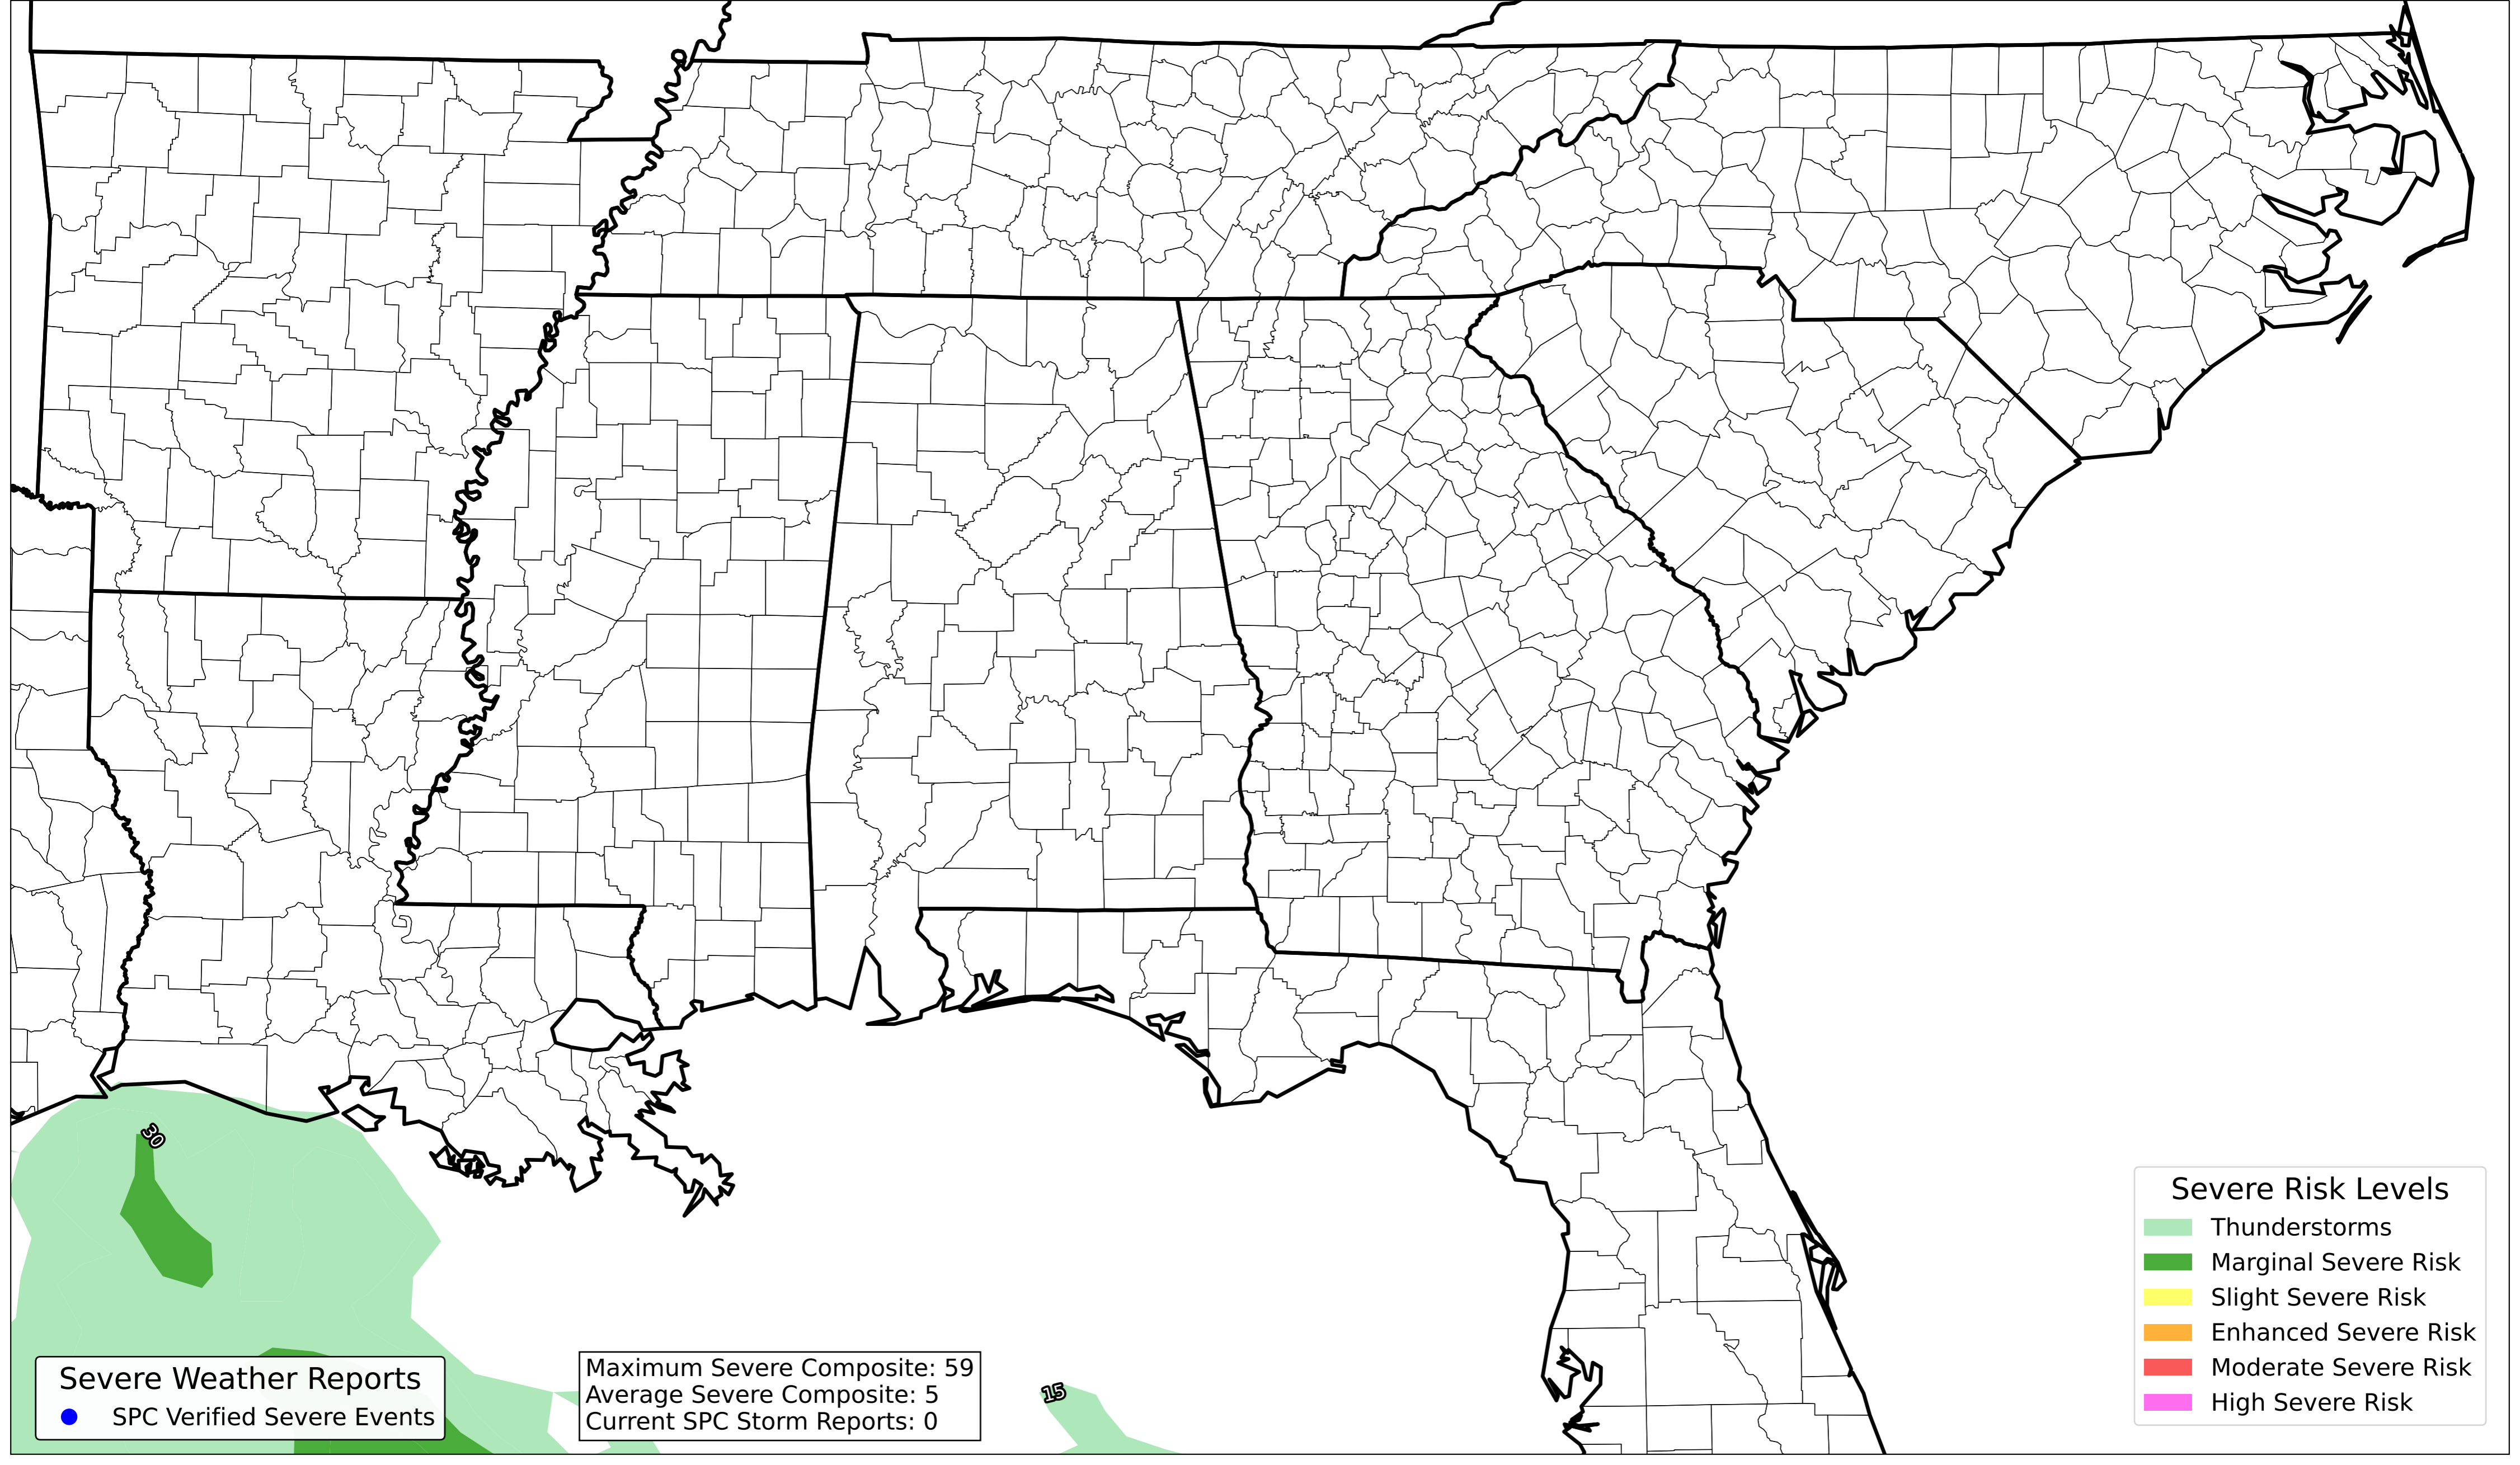 30
Severe Risk Levels
Thunderstorms
Marginal Severe Risk
Slight Severe Risk
Enhanced Severe Risk
Moderate Severe Risk
High Severe Risk
Severe Weather Reports
SPC Verified Severe Events
Maximum Severe Composite: 59
Average Severe Composite: 5
Current SPC Storm Reports: 0
15